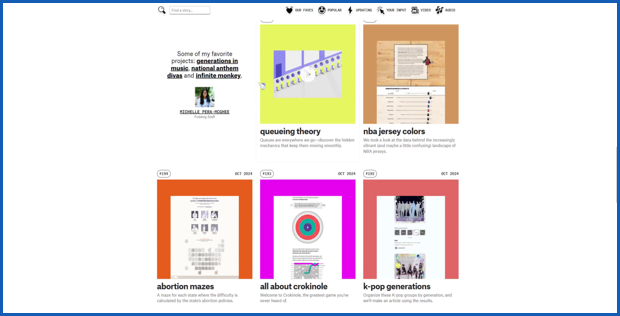 Find a story...
OUR FAVES
POPULAR
UPDATING
YOUR INPUT
VIDEO
AUDIO
Some of my favorite
projects: generations in
music, national anthem
divas and infinite monkey.
MICHELLE PERA-MCGHEE
Pudding Staff
queueing theory
Queues are everywhere we go—discover the hidden
mechanics that keep them moving smoothly.
nba jersey colors
We took a look at the data behind the increasingly
vibrant (and maybe a little confusing) landscape of
NBA jerseys.
OCT 2024
abortion mazes
A maze for each state where the difficulty is
calculated by the state's abortion policies.
OCT 2024
all about crokinole
Welcome to Crokinole, the greatest game you've
never heard of
OCT 2024
k-pop generations
Organize these K-pop groups by generation, and
we'll make an article using the results.